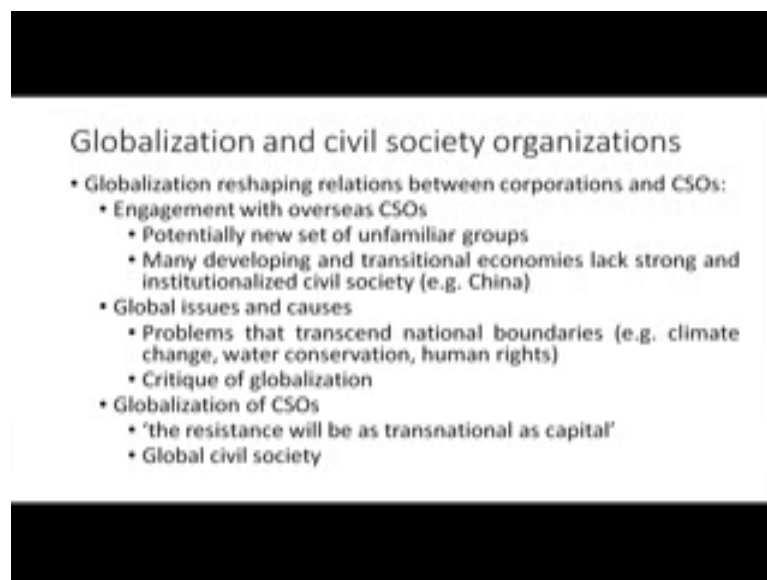 Globalization and civil society organizations
• Globalization reshaping relations between corporations and CSOs:
• Engagement with overseas CSOs
• Potentially new set of unfamiliar groups
• Many developing and transitional economies lack strong and
institutionalized civil society (e.g. China)
• Global issues and causes
• Problems that transcend national boundaries (e.g. climate
change, water conservation, human rights)
• Critique of globalization
• Globalization of CSOs
• ‘the resistance will be as transnational as capital’
• Global civil society